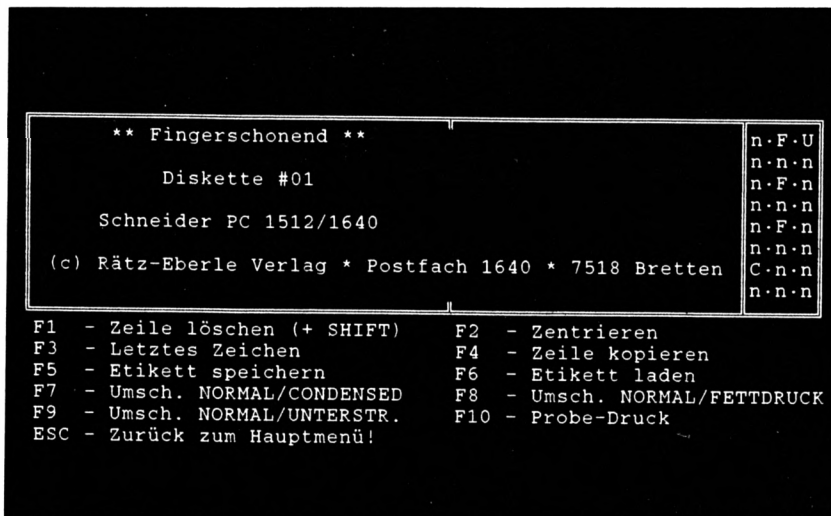 ** Fingerschonend ** n·F·U
n·n·n
Diskette #01 n·F·n
n·n·n
Schneider PC 1512/1640 n·F·n
n·n·n
(c) Rätz-Eberle Verlag * Postfach 1640 * 7518 Bretten C·n·n
n·n·n
F1 - Zeile löschen (+ SHIFT) F2 - Zentrieren
F3 - Letztes Zeichen F4 - Zeile kopieren
F5 - Etikett speichern F6 - Etikett laden
F7 - Umsch. NORMAL/CONDENSED F8 - Umsch. NORMAL/FETTDRUCK
F9 - Umsch. NORMAL/UNTERSTR. F10 - Probe-Druck
ESC - Zurück zum Hauptmenü!